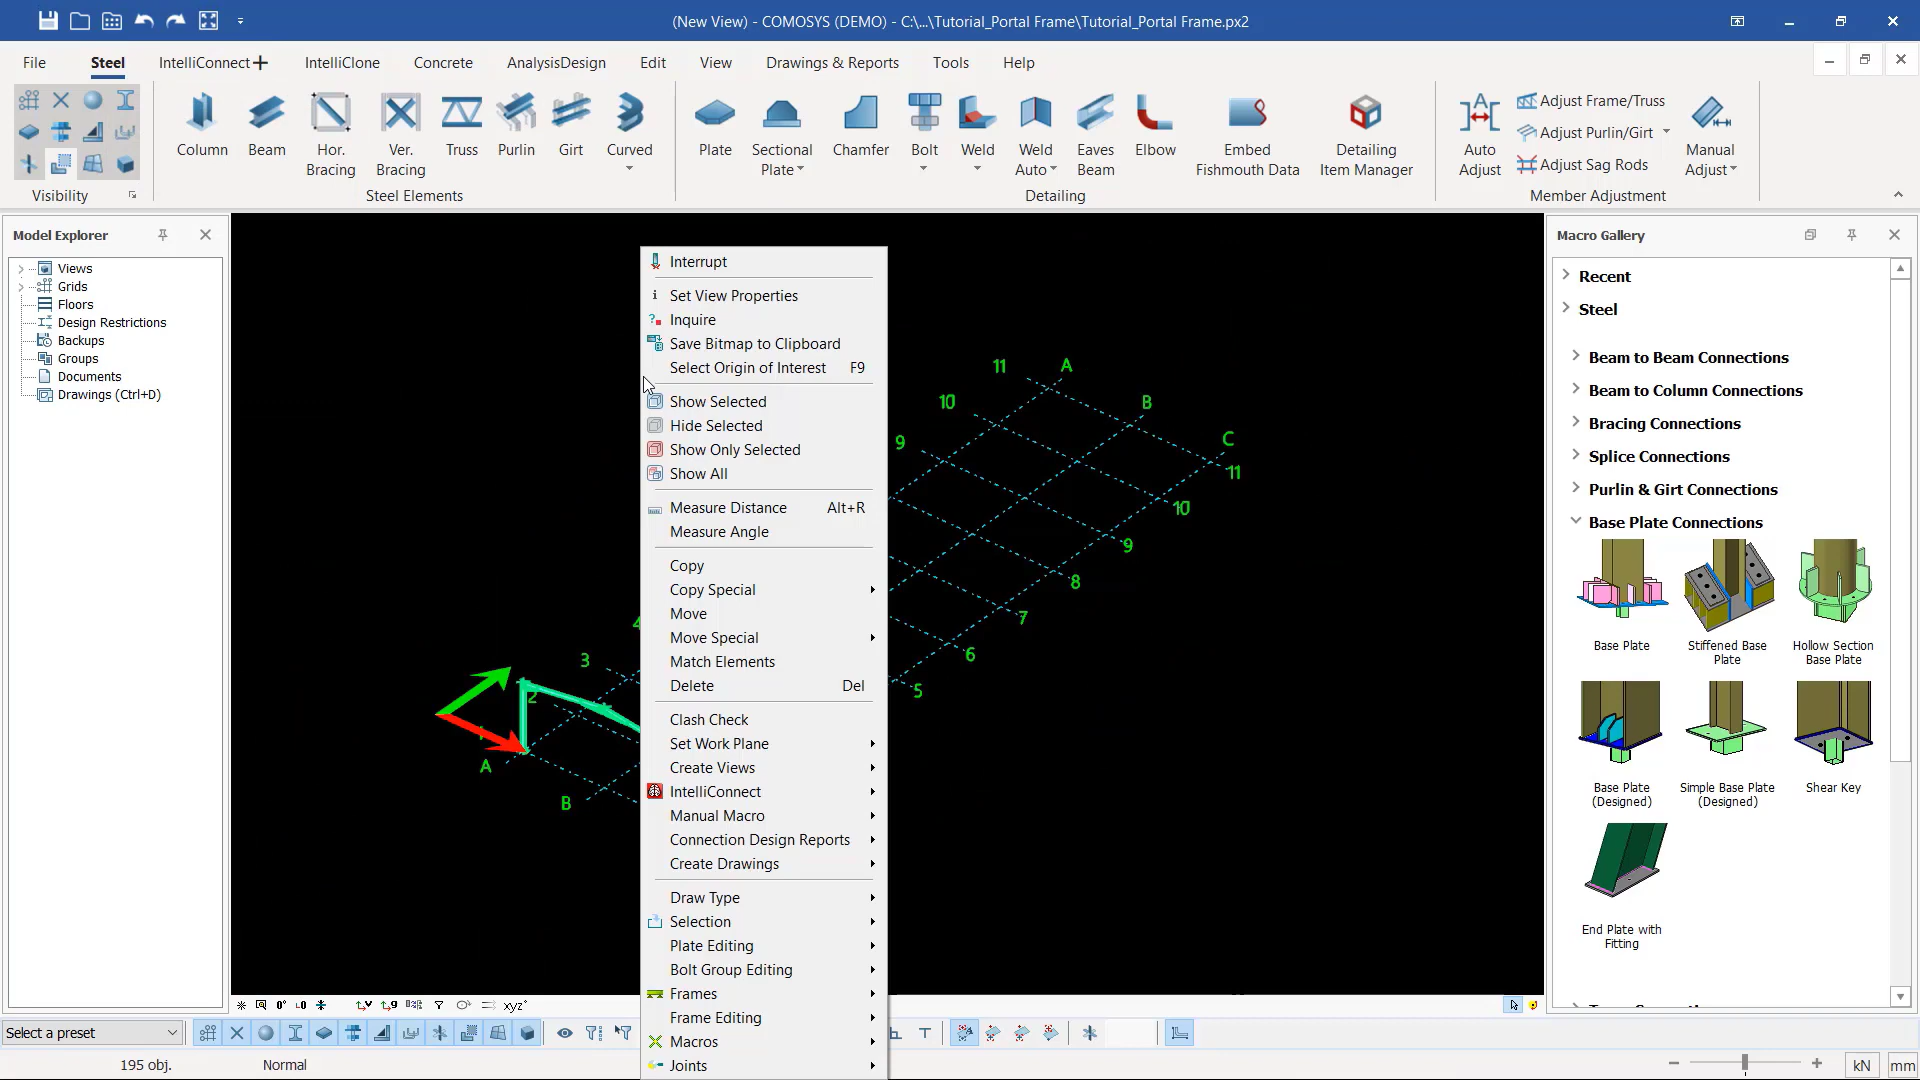 (New View) - COMOSYS (DEMO) - C:\...\Tutorial_Portal Frame\Tutorial_Portal Frame.px2
File
Steel
IntelliConnect
IntelliClone
Concrete
AnalysisDesign
Edit
View
Drawings & Reports
Tools
Help
Column
Beam
Hor.
Bracing
Ver.
Bracing
Truss
Purlin
Girt
Curved
Plate
Sectional
Plate
Chamfer
Bolt
Weld
Weld
Auto
Eaves
Beam
Elbow
Embed
Fishmouth Data
Detailing
Item Manager
Auto
Adjust
Adjust Frame/Truss
Adjust Purlin/Girt
Adjust Sag Rods
Manual
Adjust
Visibility
Steel Elements
Detailing
Member Adjustment
Model Explorer
Views
Grids
Floors
Design Restrictions
Backups
Groups
Documents
Drawings (Ctrl+D)
Interrupt
Set View Properties
Inquire
Save Bitmap to Clipboard
Select Origin of Interest F9
Show Selected
Hide Selected
Show Only Selected
Show All
Measure Distance Alt+R
Measure Angle
Copy
Copy Special
Move
Move Special
Match Elements
Delete Del
Clash Check
Set Work Plane
Create Views
IntelliConnect
Manual Macro
Connection Design Reports
Create Drawings
Draw Type
Selection
Plate Editing
Bolt Group Editing
Frames
Frame Editing
Macros
Joints
11
A
10
B
9
C
11
10
9
8
7
6
5
3
2
A
B
Macro Gallery
Recent
Steel
Beam to Beam Connections
Beam to Column Connections
Bracing Connections
Splice Connections
Purlin & Girt Connections
Base Plate Connections
Base Plate
Stiffened Base
Plate
Hollow Section
Base Plate
Base Plate
(Designed)
Simple Base Plate
(Designed)
Shear Key
End Plate with
Fitting
xyz
Select a preset
195 obj.
Normal
kN
mm